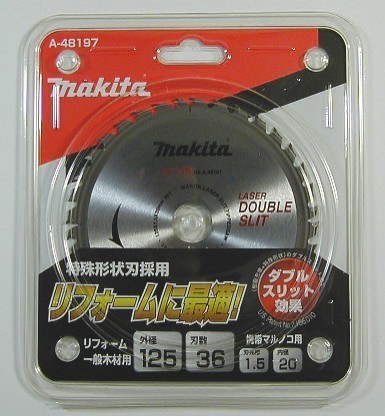 A-48197
makita
makita
NO.A-48197
LASER
DOUBLE
SLIT
特殊形状刃採用
リフォームに最適!
ダブル
スリット
効果
リフォーム
一般木材用
外径
125
刃数
36
携帯マルノコ用
刃先厚
1.5
内径
20